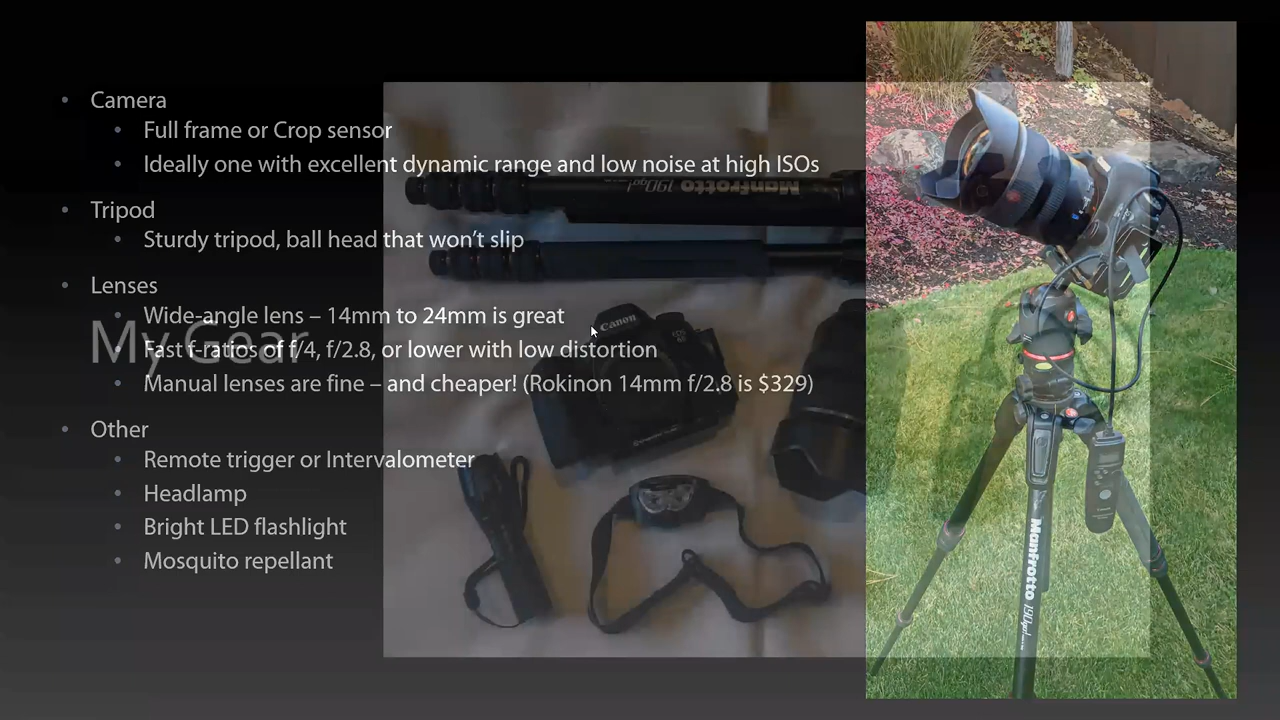 Camera
Full frame or Crop sensor
Ideally one with excellent dynamic range and low noise at high ISOs
Tripod
Sturdy tripod, ball head that won’t slip
Lenses
Wide-angle lens – 14mm to 24mm is great
Fast f-ratios of f/4, f/2.8, or lower with low distortion
Manual lenses are fine – and cheaper! (Rokinon 14mm f/2.8 is $329)
Other
Remote trigger or Intervalometer
Headlamp
Bright LED flashlight
Mosquito repellant
My Gear
Manfrotto 190go!
Canon
Manfrotto 190go!